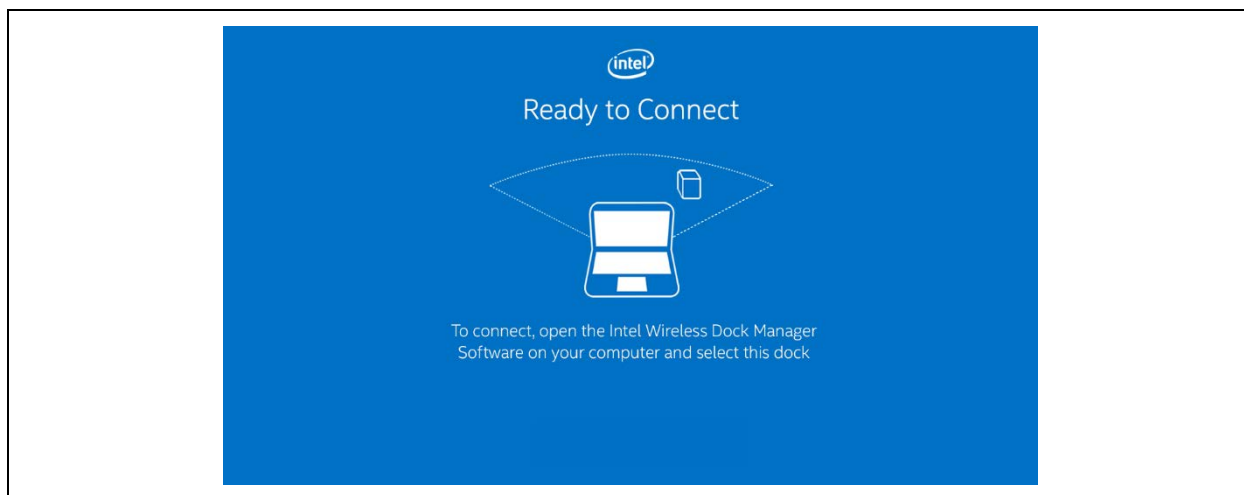 intel
Ready to Connect
To connect, open the Intel Wireless Dock Manager
Software on your computer and select this dock